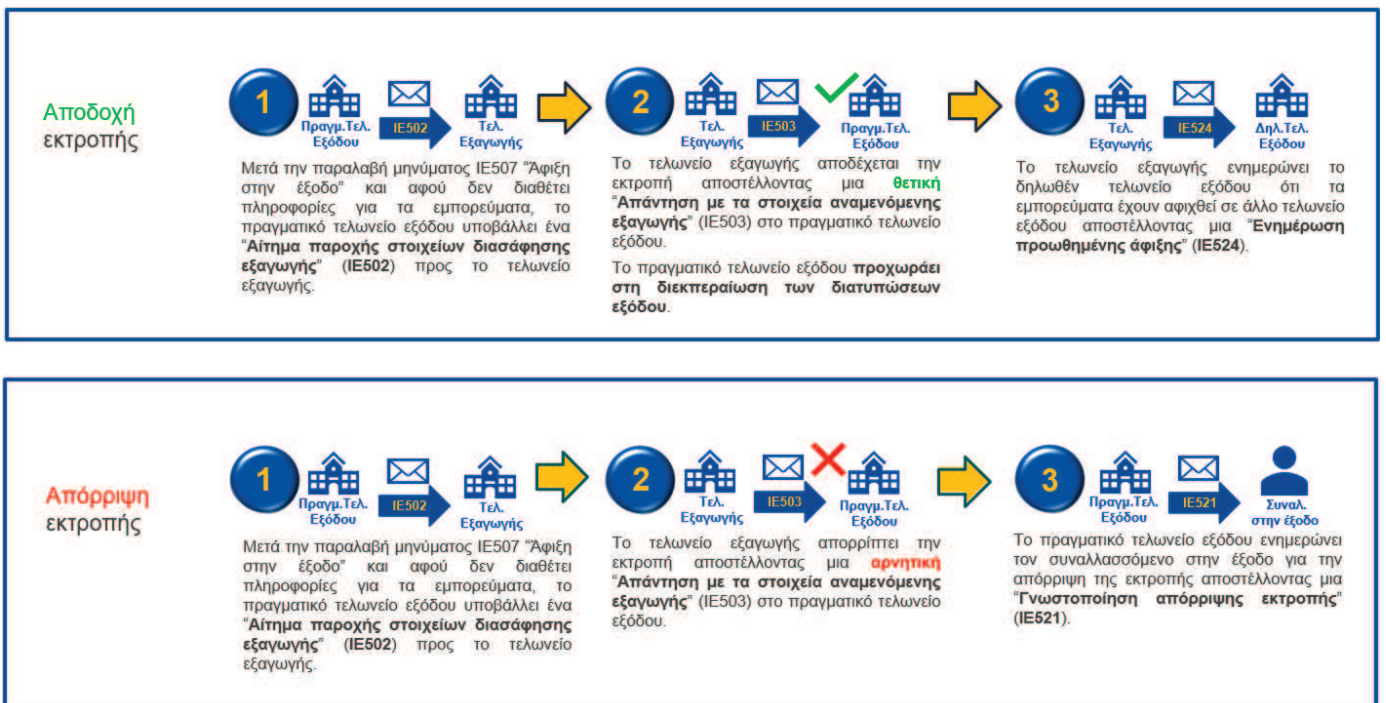 Αποδοχή
εκτροπής
1
Πραγμ.Τελ.
Εξόδου
IE502
Τελ.
Εξαγωγής
Μετά την παραλαβή μηνύματος IE507 "Άφιξη
στην έξοδο" και αφού δεν διαθέτει
πληροφορίες για τα εμπορεύματα, το
πραγματικό τελωνείο εξόδου υποβάλλει ένα
"Αίτημα παροχής στοιχείων διασάφησης
εξαγωγής" (IE502) προς το τελωνείο
εξαγωγής.
2
Τελ.
Εξαγωγής
IE503
Πραγμ.Τελ.
Εξόδου
Το τελωνείο εξαγωγής αποδέχεται την
εκτροπή αποστέλλοντας μια θετική
"Απάντηση με τα στοιχεία αναμενόμενης
εξαγωγής" (IE503) στο πραγματικό τελωνείο
εξόδου.
Το πραγματικό τελωνείο εξόδου προχωράει
στη διεκπεραίωση των διατυπώσεων
εξόδου.
3
Τελ.
Εξαγωγής
IE524
Δηλ.Τελ.
Εξόδου
Το τελωνείο εξαγωγής ενημερώνει το
δηλωθέν τελωνείο εξόδου ότι τα
εμπορεύματα έχουν αφιχθεί σε άλλο τελωνείο
εξόδου αποστέλλοντας μια "Ενημέρωση
προωθημένης άφιξης" (IE524).
Απόρριψη
εκτροπής
1
Πραγμ.Τελ.
Εξόδου
IE502
Τελ.
Εξαγωγής
Μετά την παραλαβή μηνύματος IE507 "Άφιξη
στην έξοδο" και αφού δεν διαθέτει
πληροφορίες για τα εμπορεύματα, το
πραγματικό τελωνείο εξόδου υποβάλλει ένα
"Αίτημα παροχής στοιχείων διασάφησης
εξαγωγής" (IE502) προς το τελωνείο
εξαγωγής.
2
Τελ.
Εξαγωγής
IE503
Πραγμ.Τελ.
Εξόδου
Το τελωνείο εξαγωγής απορρίπτει την
εκτροπή αποστέλλοντας μια αρνητική
"Απάντηση με τα στοιχεία αναμενόμενης
εξαγωγής" (IE503) στο πραγματικό τελωνείο
εξόδου.
3
Πραγμ.Τελ.
Εξόδου
IE521
Συναλ.
στην έξοδο
Το πραγματικό τελωνείο εξόδου ενημερώνει
τον συναλλασσόμενο στην έξοδο για την
απόρριψη της εκτροπής αποστέλλοντας μια
"Γνωστοποίηση απόρριψης εκτροπής"
(IE521).